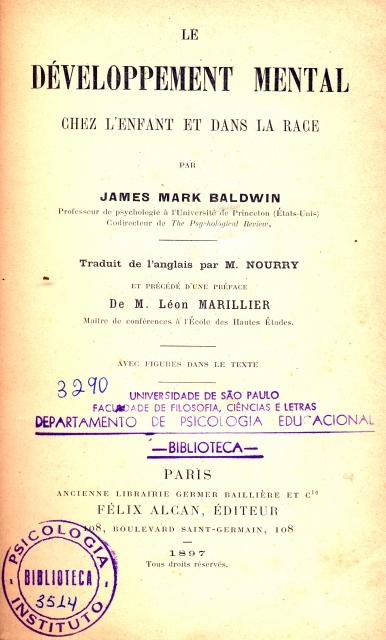 LE
DÉVELOPPEMENT MENTAL
CHEZ L'ENFANT ET DANS LA RACE
PAR
JAMES MARK BALDWIN
Professeur de psychologie à l'Université de Princeton (États-Unis)
Codirecteur de The Psychological Review.
Traduit de l'anglais par M. NOURRY
ET PRÉCÉDÉ D'UNE PRÉFACE
De M. Léon MARILLIER
Maître de conférences à l'École des Hautes Études.
AVEC FIGURES DANS LE TEXTE
3290
UNIVERSIDADE DE SÃO PAULO
FACULDADE DE FILOSOFIA, CIÊNCIAS E LETRAS
DEPARTAMENTO DE PSICOLOGIA EDUCACIONAL
—BIBLIOTECA—
PARIS
ANCIENNE LIBRAIRIE GERMER BAILLIÈRE ET Cie
FÉLIX ALCAN, ÉDITEUR
108, BOULEVARD SAINT-GERMAIN, 108
1897
Tous droits réservés.
PSICOLOGIA
BIBLIOTECA
3514
INSTITUTO